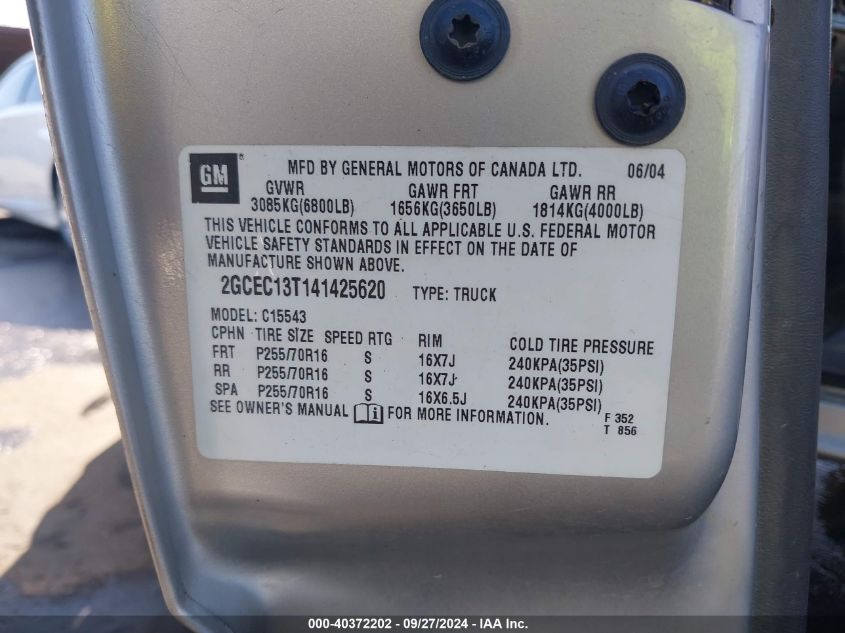 GM ® MFD BY GENERAL MOTORS OF CANADA LTD. 06/04
GVWR GAWR FRT GAWR RR
3085KG(6800LB) 1656KG(3650LB) 1814KG(4000LB)
THIS VEHICLE CONFORMS TO ALL APPLICABLE U.S. FEDERAL MOTOR
VEHICLE SAFETY STANDARDS IN EFFECT ON THE DATE OF
MANUFACTURE SHOWN ABOVE.
2GCEC13T141425620 TYPE: TRUCK
MODEL: C15543
CPHN TIRE SIZE SPEED RTG RIM COLD TIRE PRESSURE
FRT P255/70R16 S 16X7J 240KPA(35PSI)
RR P255/70R16 S 16X7J 240KPA(35PSI)
SPA P255/70R16 S 16X6.5J 240KPA(35PSI)
SEE OWNER'S MANUAL i FOR MORE INFORMATION. F 352
T 856
000-40372202 - 09/27/2024 - IAA Inc.